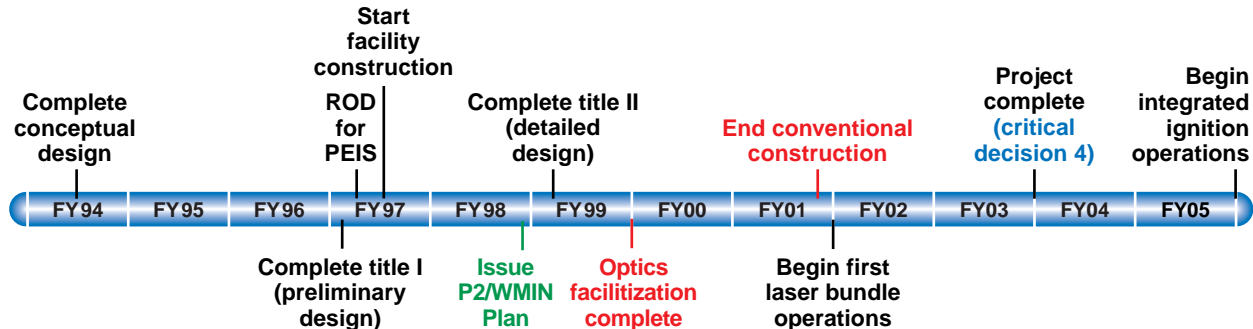 Start
facility
construction
Complete
conceptual
design
ROD
for
PEIS
Complete title II
(detailed
design)
End conventional
construction
Project
complete
(critical
decision 4)
Begin
integrated
ignition
operations
FY94 FY95 FY96 FY97 FY98 FY99 FY00 FY01 FY02 FY03 FY04 FY05
Complete title I
(preliminary
design)
Issue
P2/WMIN
Plan
Optics
facilitization
complete
Begin first
laser bundle
operations